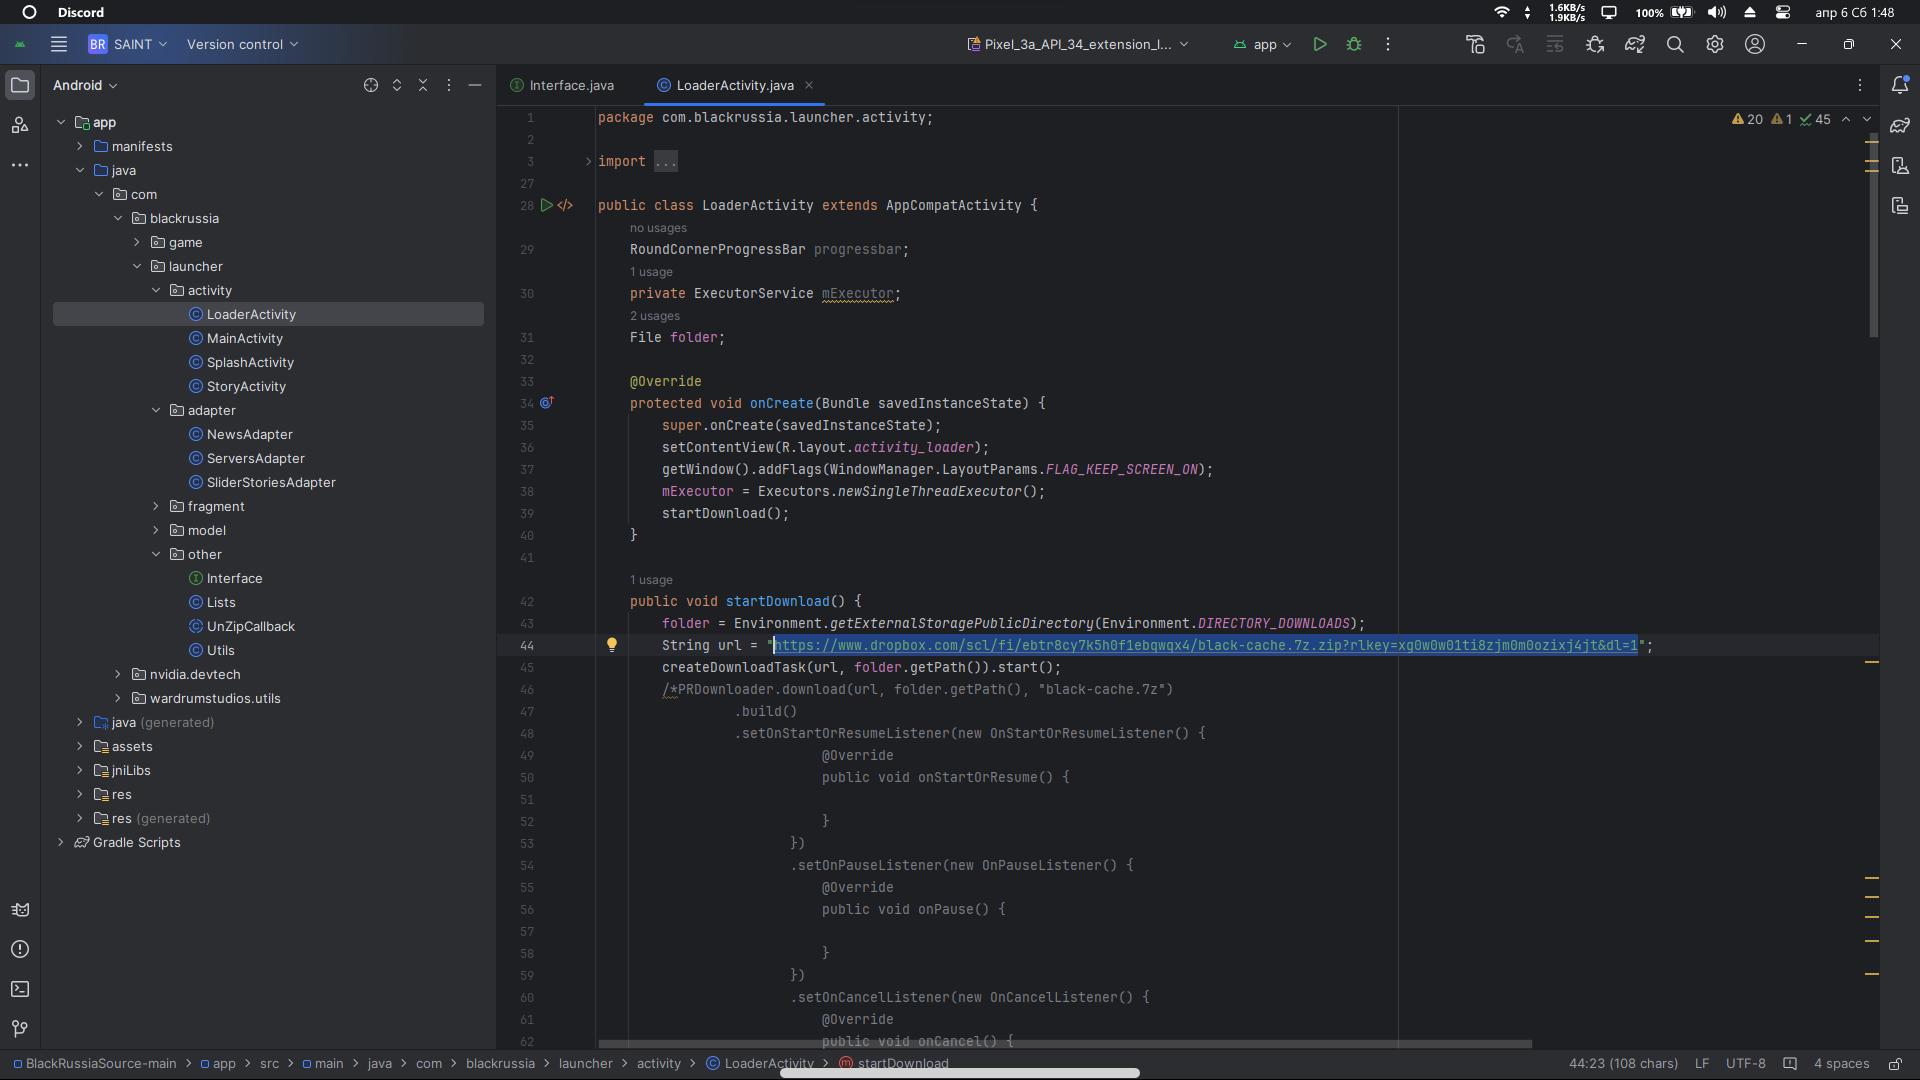 Discord
1.6KB/s
1.9KB/s
100%
апр 6 Сб 1:48
BR SAINT
Version control
Pixel_3a_API_34_extension_l...
app
Android
Interface.java
LoaderActivity.java
app
manifests
java
com
blackrussia
game
launcher
activity
LoaderActivity
MainActivity
SplashActivity
StoryActivity
adapter
NewsAdapter
ServersAdapter
SliderStoriesAdapter
fragment
model
other
Interface
Lists
UnZipCallback
Utils
nvidia.devtech
wardrumstudios.utils
java (generated)
assets
jniLibs
res
res (generated)
Gradle Scripts
20 1 45
1 package com.blackrussia.launcher.activity;
2
3 import ...
27
28 public class LoaderActivity extends AppCompatActivity {
no usages
29 RoundCornerProgressBar progressbar;
1 usage
30 private ExecutorService mExecutor;
2 usages
31 File folder;
32
33 @Override
34 protected void onCreate(Bundle savedInstanceState) {
35 super.onCreate(savedInstanceState);
36 setContentView(R.layout.activity_loader);
37 getWindow().addFlags(WindowManager.LayoutParams.FLAG_KEEP_SCREEN_ON);
38 mExecutor = Executors.newSingleThreadExecutor();
39 startDownload();
40 }
41
1 usage
42 public void startDownload() {
43 folder = Environment.getExternalStoragePublicDirectory(Environment.DIRECTORY_DOWNLOADS);
44 String url = "https://www.dropbox.com/scl/fi/ebtr8cy7k5h0f1ebqwqx4/black-cache.7z.zip?rlkey=xg0w0w01ti8zjm0m0ozixj4jt&dl=1";
45 createDownloadTask(url, folder.getPath()).start();
46 /*PRDownloader.download(url, folder.getPath(), "black-cache.7z")
47 .build()
48 .setOnStartOrResumeListener(new OnStartOrResumeListener() {
49 @Override
50 public void onStartOrResume() {
51
52 }
53 })
54 .setOnPauseListener(new OnPauseListener() {
55 @Override
56 public void onPause() {
57
58 }
59 })
60 .setOnCancelListener(new OnCancelListener() {
61 @Override
62 public void onCancel() {
BlackRussiaSource-main > app > src > main > java > com > blackrussia > launcher > activity > LoaderActivity > startDownload
44:23 (108 chars) LF UTF-8 4 spaces